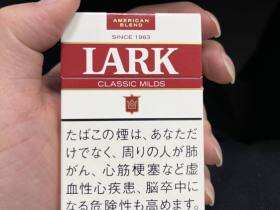 AMERICAN
BLEND
SINCE 1963
LARK
CLASSIC MILDS
たばこの煙は、あなただ
けでなく、周りの人が肺
がん、心筋梗塞など虚
血性心疾患、脳卒中に
なる危険性も高めます。